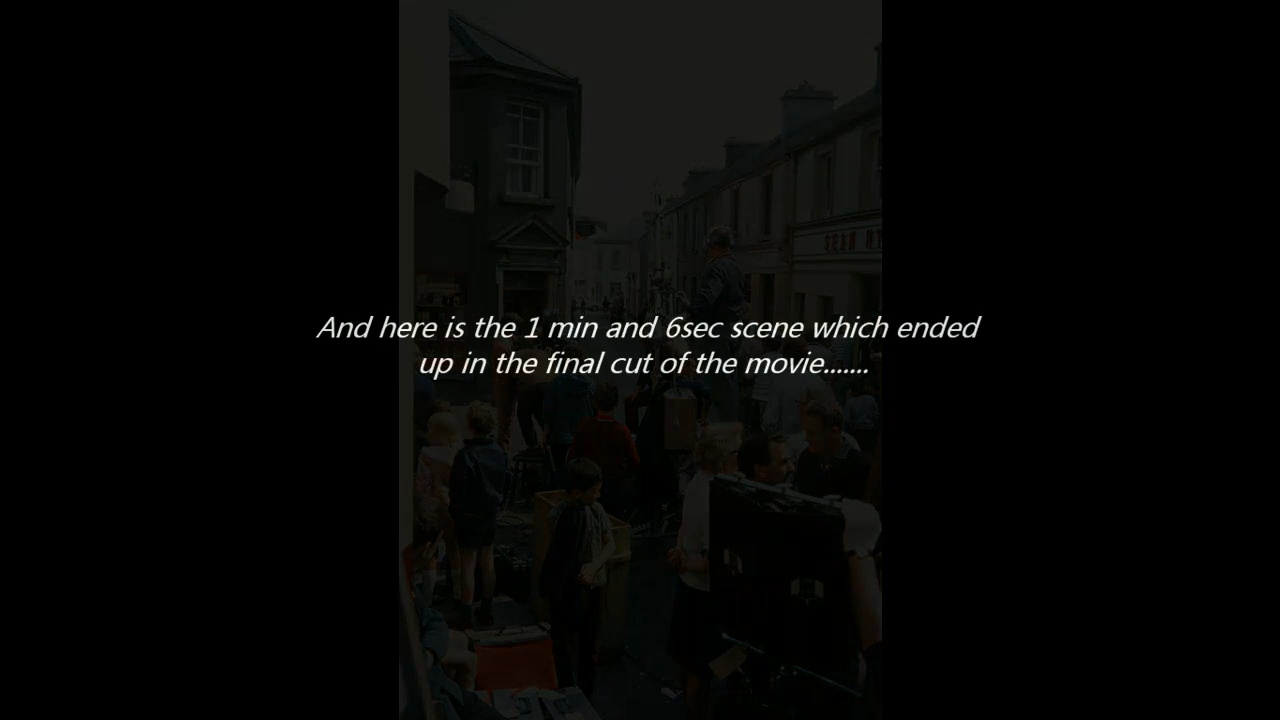 SEAN
And here is the 1 min and 6sec scene which ended
up in the final cut of the movie.......